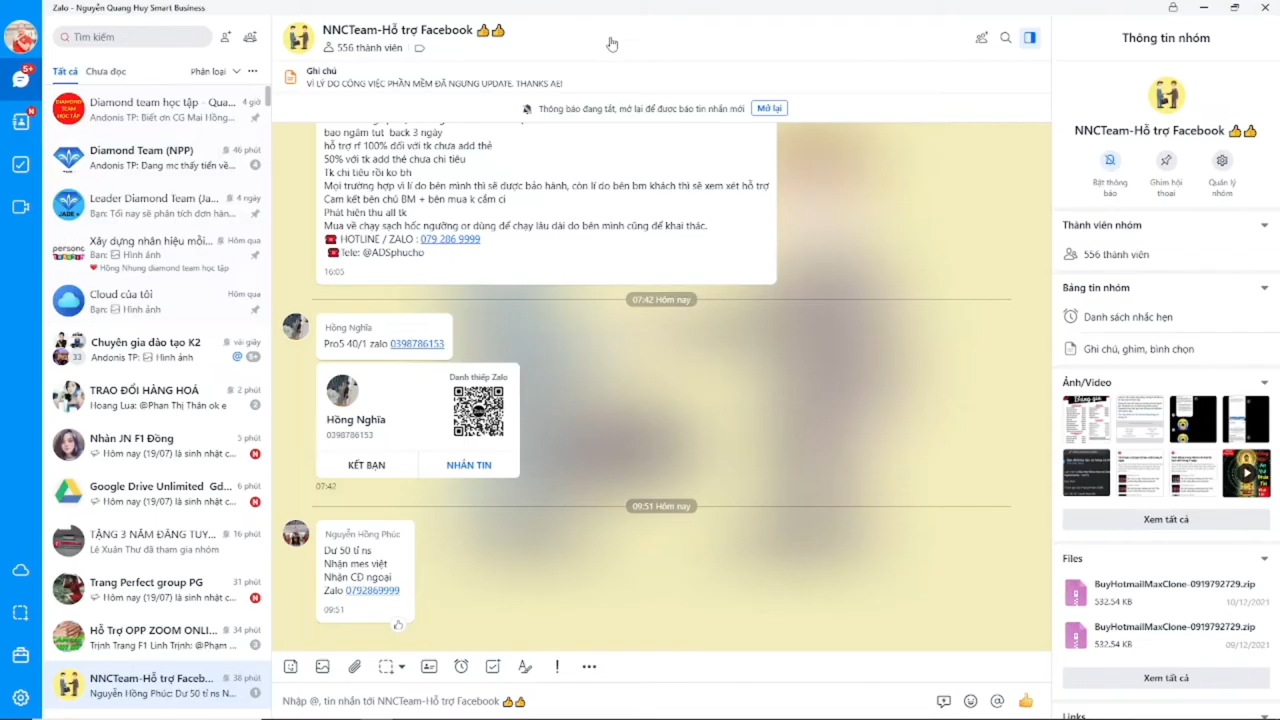 Zalo - Nguyễn Quang Huy Smart Business
Tìm kiếm
Tất cả
Chưa đọc
Phân loại
5+
N
DIAMOND TEAM HỌC TẬP
Diamond team học tập - Qua...
4 giờ
Andonis TP: Biết ơn CG Mai Hồng...
Diamond Team (NPP)
46 phút
Andonis TP: Đang mc thấy tiến về...
4
JADE
Leader Diamond Team (Ja...
4 ngày
Bạn: Tối nay sẽ phân tích đơn hàn...
Xây dựng nhân hiệu mỗi...
Hôm qua
Bạn: Hình ảnh
Hồng Nhung diamond team học tập
Cloud của tôi
Hôm qua
Bạn: Hình ảnh
33
Chuyên gia đào tạo K2
vài giây
Andonis TP: Hình ảnh
@ 5+
TRAO ĐỔI HÀNG HOÁ
2 phút
Hoang Lua: @Phan Thị Thân ok e
2
Nhàn JN F1 Đồng
5 phút
Hôm nay (19/07) là sinh nhật c...
N
Google Drive Unlimited Gd...
6 phút
Hôm nay (19/07) là sinh nhật c...
N
TẶNG 3 NĂM ĐĂNG TUY...
16 phút
Lê Xuân Thư đã tham gia nhóm
Trang Perfect group PG
31 phút
Hôm nay (19/07) là sinh nhật c...
N
Hỗ Trợ OPP ZOOM ONLI...
34 phút
Trịnh Trang F1 Linh Trịnh: @Phạm ...
3
NNCTeam-Hỗ trợ Faceb...
38 phút
Nguyễn Hồng Phúc: Dư 50 tỉ ns N...
1
NNCTeam-Hỗ trợ Facebook 👍👍
556 thành viên
Ghi chú
VÌ LÝ DO CÔNG VIỆC PHẦN MỀM ĐÃ NGƯNG UPDATE. THANKS AE!
Thông báo đang tắt, mở lại để được báo tin nhắn mới
Mở lại
bao ngâm tut back 3 ngày
hỗ trợ rf 100% đối với tk chưa add thẻ
50% với tk add thẻ chưa chi tiêu
Tk chi tiêu rồi ko bh
Mọi trường hợp vì lí do bên mình thì sẽ được bảo hành, còn lí do bên bm khách thì sẽ xem xét hỗ trợ
Cam kết bên chủ BM + bên mua k cắm ci
Phát hiện thu all tk
Mua về chạy sạch hốc ngưỡng or dùng để chạy lâu dài do bên mình cũng để khai thác.
☎️ HOTLINE / ZALO : 079 286 9999
☎️Tele: @ADSphucho
16:03
07:42 Hôm nay
Hồng Nghĩa
Pro5 40/1 zalo 0398786153
Danh thiếp Zalo
Hồng Nghĩa
0398786153
KẾT BẠN
NHẮN TIN
07:42
09:51 Hôm nay
Nguyễn Hồng Phúc
Dư 50 tỉ ns
Nhận mes việt
Nhận CD ngoại
Zalo 0792869999
09:51
Nhập @, tin nhắn tới NNCTeam-Hỗ trợ Facebook 👍👍
Thông tin nhóm
NNCTeam-Hỗ trợ Facebook 👍👍
Bật thông báo
Ghim hội thoại
Quản lý nhóm
Thành viên nhóm
556 thành viên
Bảng tin nhóm
Danh sách nhắc hẹn
Ghi chú, ghim, bình chọn
Ảnh/Video
Xem tất cả
Files
BuyHotmailMaxClone-0919792729.zip
532.54 KB
10/12/2021
BuyHotmailMaxClone-0919792729.zip
532.54 KB
09/12/2021
Xem tất cả
Links